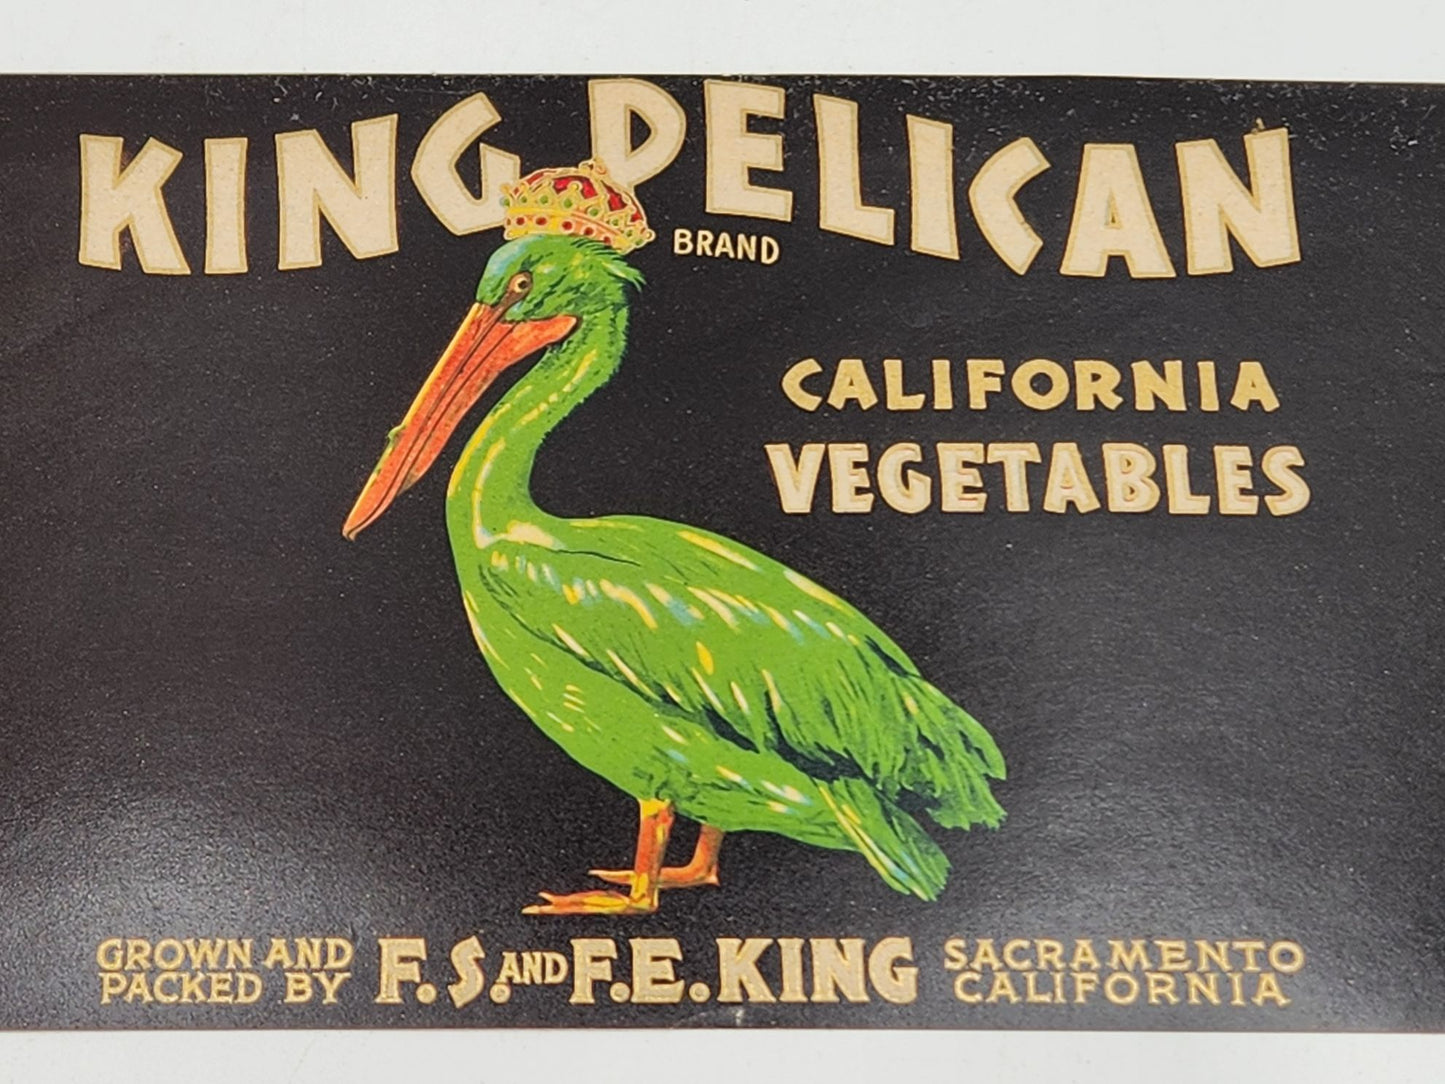 KING PELICAN
BRAND
CALIFORNIA
VEGETABLES
GROWN AND
PACKED BY
F. S. AND F. E. KING
SACRAMENTO
CALIFORNIA